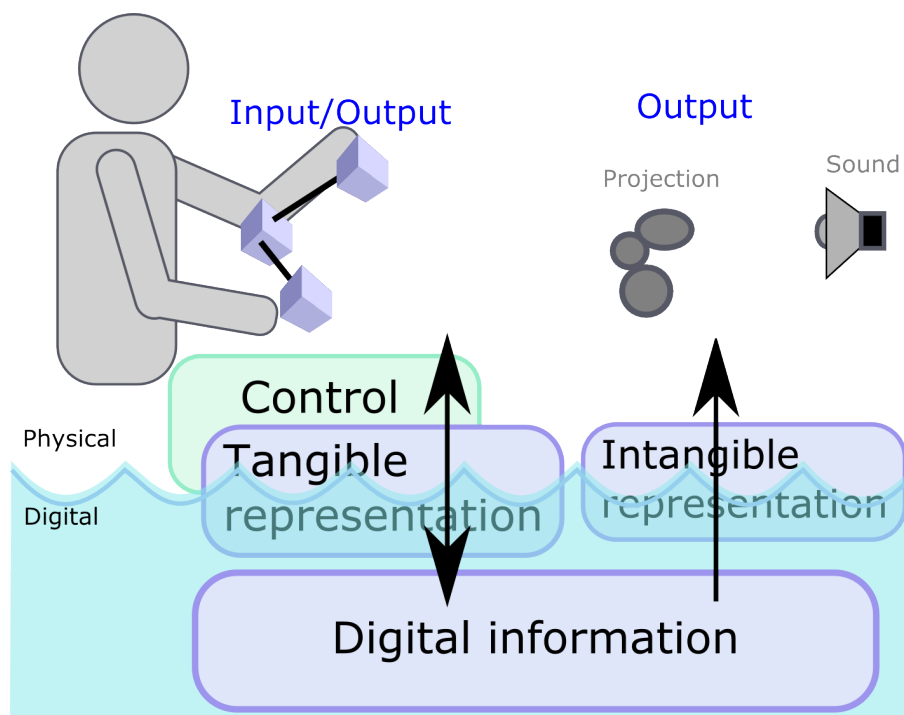 Input/Output
Output
Projection
Sound
Control
Physical
Tangible
representation
Intangible
representation
Digital
Digital information